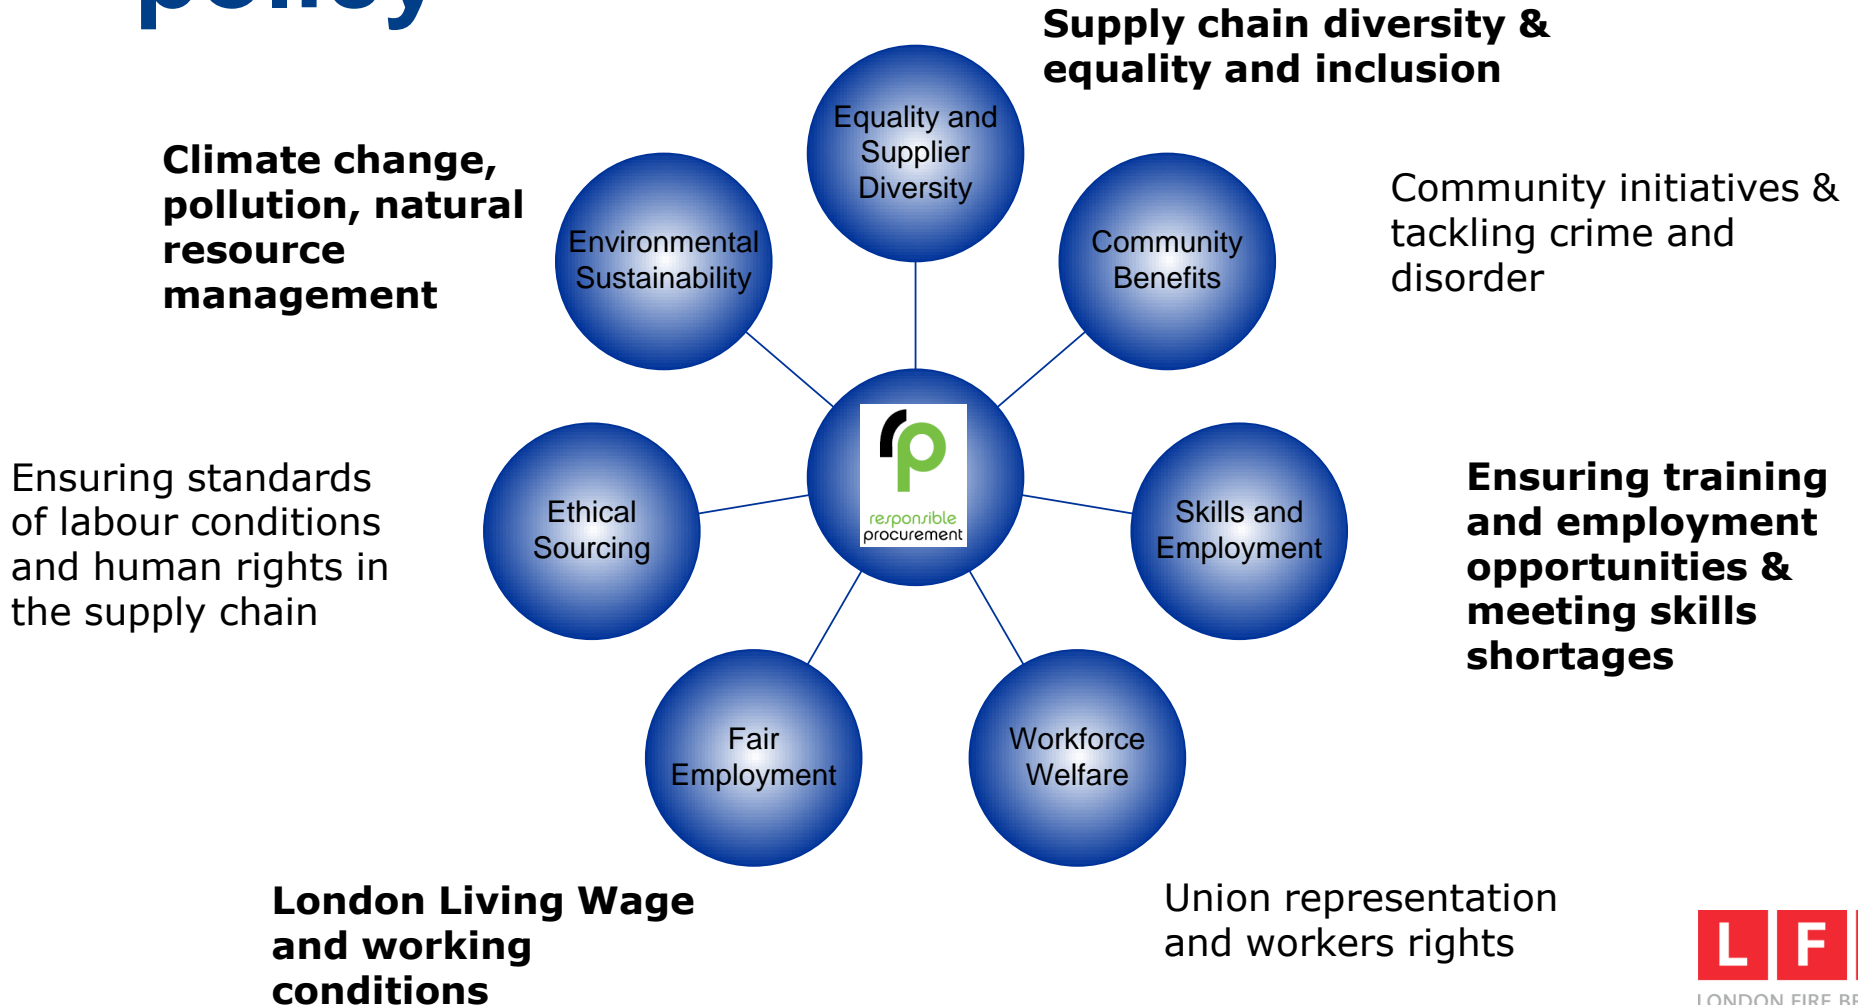 policy
Supply chain diversity &
equality and inclusion
Equality and
Supplier
Diversity
Climate change,
pollution, natural
resource
management
Environmental
Sustainability
Community
Benefits
Community initiatives &
tackling crime and
disorder
responsible
procurement
Ensuring standards
of labour conditions
and human rights in
the supply chain
Ethical
Sourcing
Skills and
Employment
Ensuring training
and employment
opportunities &
meeting skills
shortages
Fair
Employment
Workforce
Welfare
London Living Wage
and working
conditions
Union representation
and workers rights
L F
LONDON FIRE